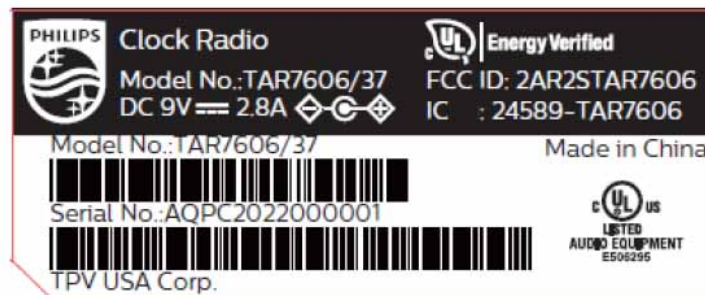 PHILIPS
Clock Radio
Model No.:TAR7606/37
DC 9V 2.8A
c UL Energy Verified
FCC ID: 2AR2STAR7606
IC : 24589-TAR7606
Model No.:TAR7606/37
Made in China
Serial No.:AQPC2022000001
c UL US
LISTED
AUDIO EQUIPMENT
E506295
TPV USA Corp.